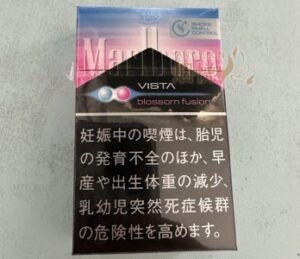 SMOKE
SMELL
CONTROL
Marlboro
VISTA
blossom fusion
妊娠中の喫煙は、胎児
の発育不全のほか、早
産や出生体重の減少、
乳幼児突然死症候群
の危険性を高めます。